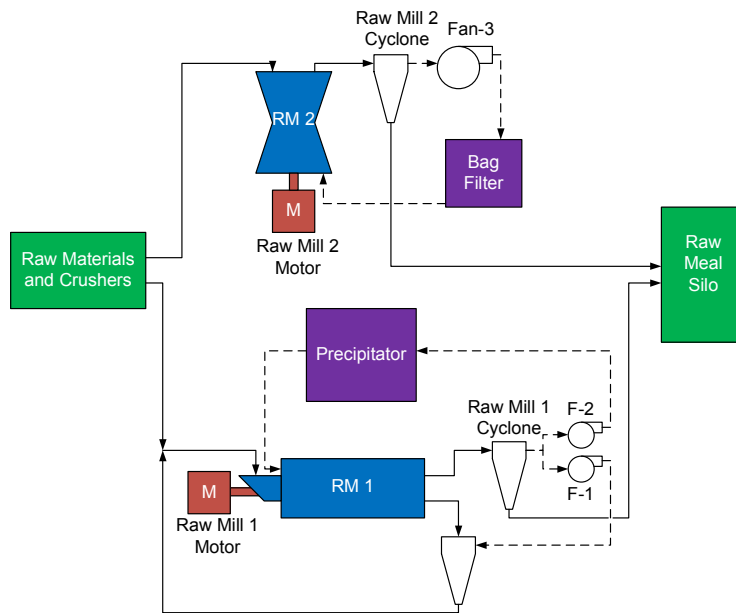 Raw Mill 2
Cyclone
Fan-3
RM 2
Bag
Filter
M
Raw Mill 2
Motor
Raw Materials
and Crushers
Raw
Meal
Silo
Precipitator
Raw Mill 1
Cyclone
F-2
F-1
RM 1
M
Raw Mill 1
Motor